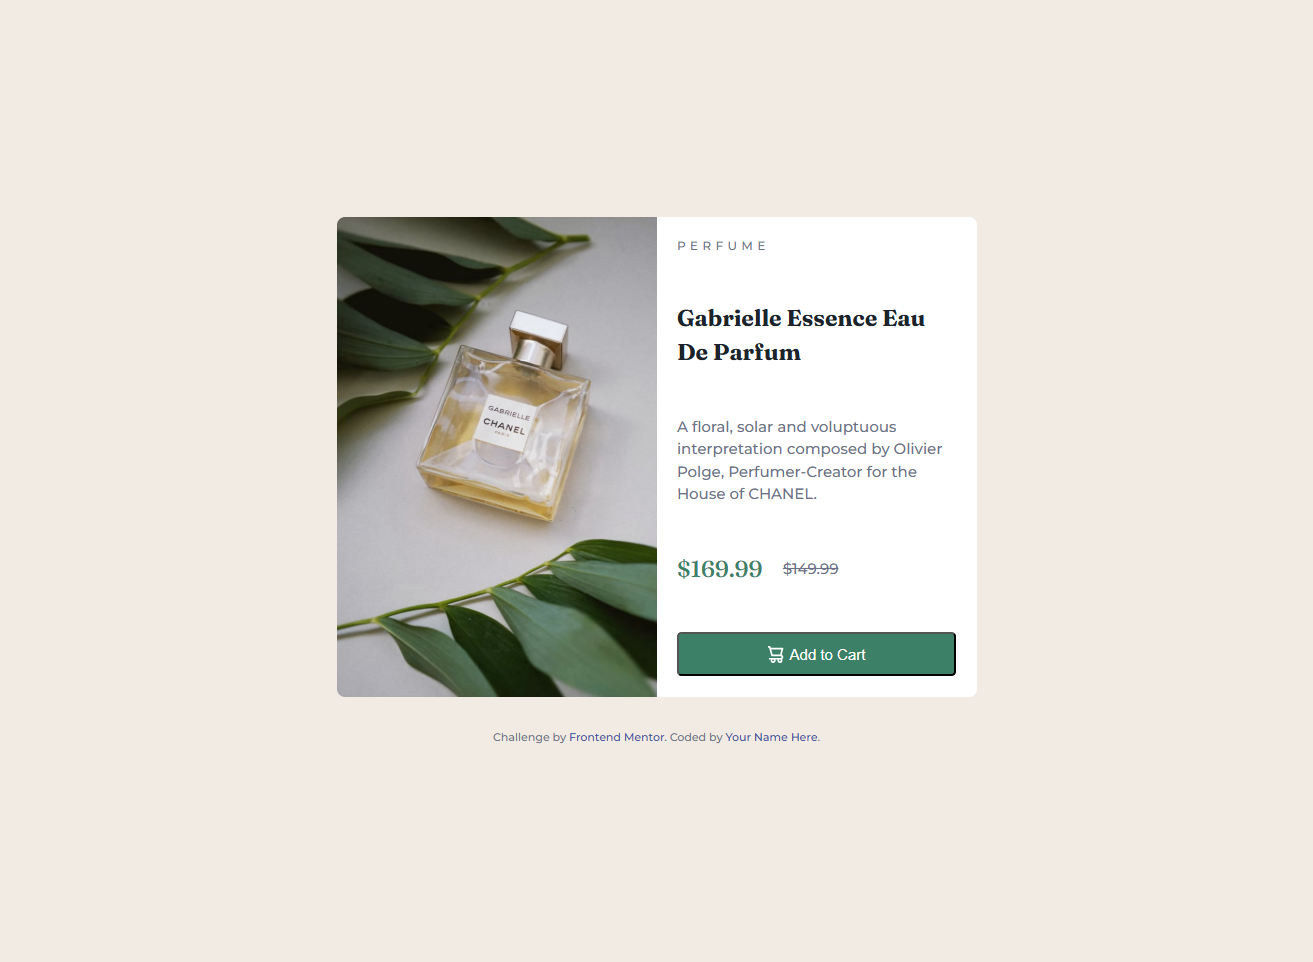 PERFUME
Gabrielle Essence Eau
De Parfum
A floral, solar and voluptuous
interpretation composed by Olivier
Polge, Perfumer-Creator for the
House of CHANEL.
$169.99 $149.99
Add to Cart
GABRIELLE
CHANEL
PARIS
Challenge by Frontend Mentor. Coded by Your Name Here.